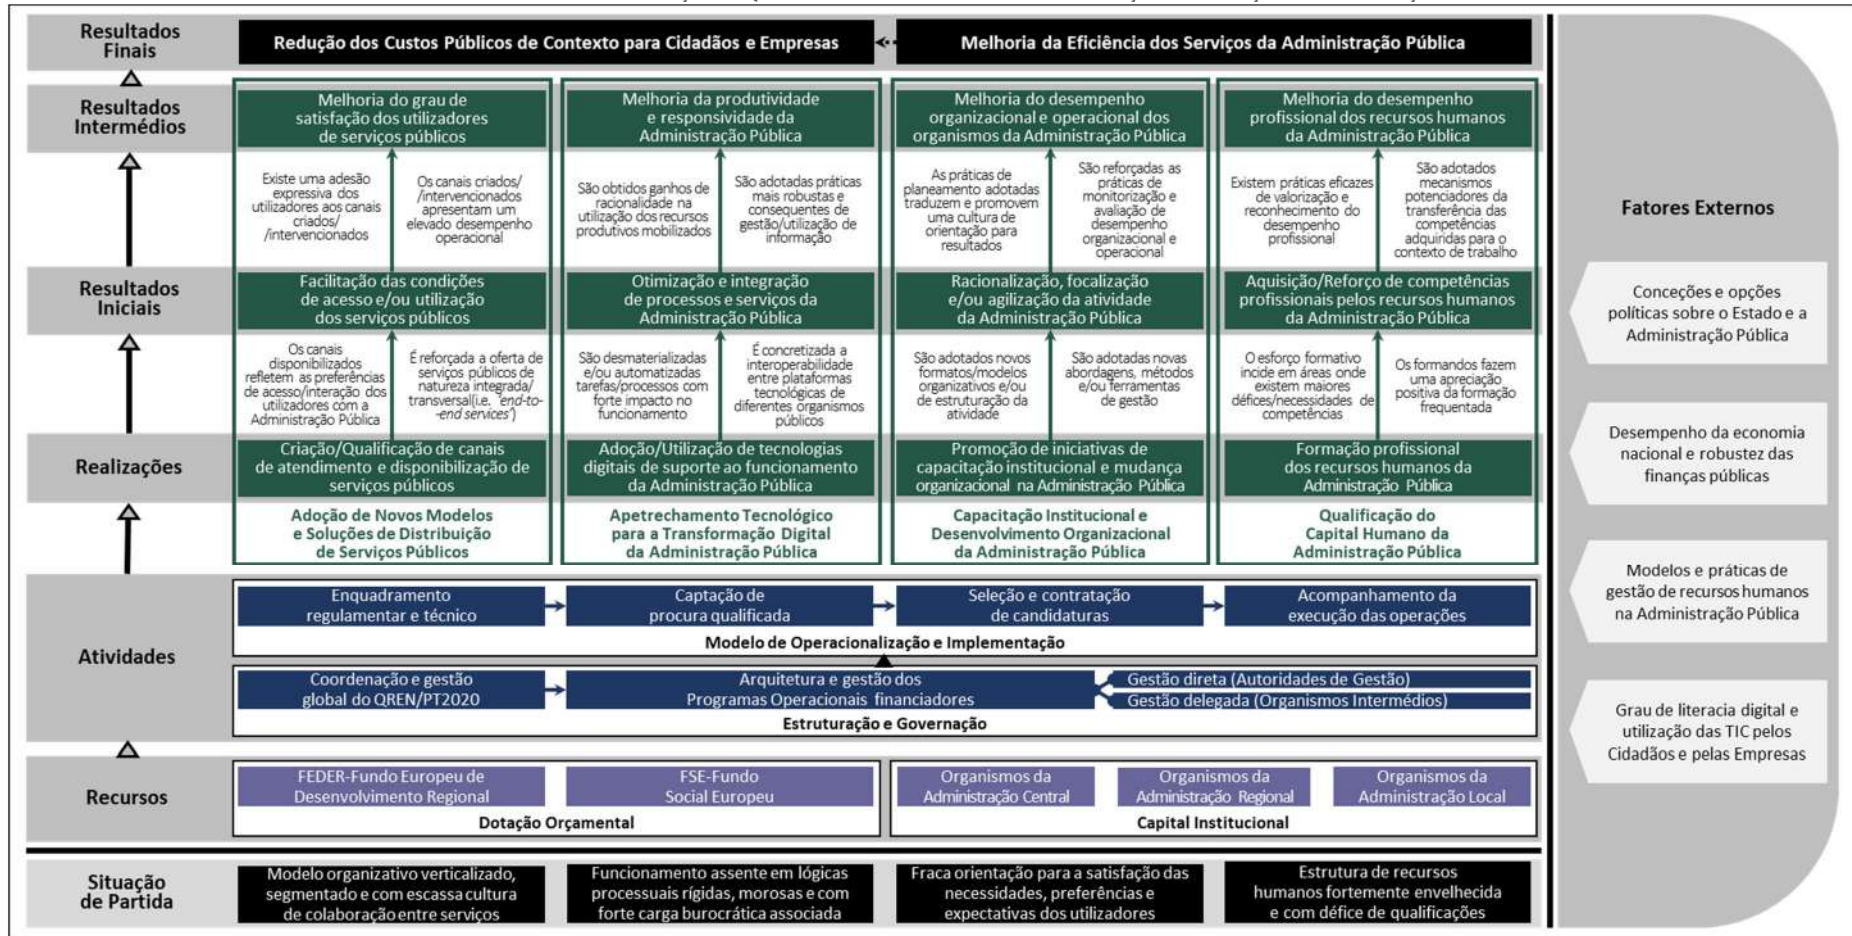 Resultados
Finais
Redução dos Custos Públicos de Contexto para Cidadãos e Empresas
Melhoria da Eficiência dos Serviços da Administração Pública
Resultados
Intermédios
Melhoria do grau de
satisfação dos utilizadores
de serviços públicos
Melhoria da produtividade
e responsividade da
Administração Pública
Melhoria do desempenho
organizacional e operacional dos
organismos da Administração Pública
Melhoria do desempenho
profissional dos recursos humanos
da Administração Pública
Existe uma adesão
expressiva dos
utilizadores aos canais
criados/
/intervencionados
Os canais criados/
/intervencionados
apresentam um
elevado desempenho
operacional
São obtidos ganhos de
racionalidade na
utilização dos recursos
produtivos mobilizados
São adotadas práticas
mais robustas e
consequentes de
gestão/utilização de
informação
As práticas de
planeamento adotadas
traduzem e promovem
uma cultura de
orientação para
resultados
São reforçadas as
práticas de
monitorização e
avaliação de
desempenho
organizacional e
operacional
Existem práticas eficazes
de valorização e
reconhecimento do
desempenho
profissional
São adotados
mecanismos
potenciadores da
transferência das
competências
adquiridas para o
contexto de trabalho
Resultados
Iniciais
Facilitação das condições
de acesso e/ou utilização
dos serviços públicos
Otimização e integração
de processos e serviços da
Administração Pública
Racionalização, focalização
e/ou agilização da atividade
da Administração Pública
Aquisição/Reforço de competências
profissionais pelos recursos humanos
da Administração Pública
Os canais
disponibilizados
refletem as preferências
de acesso/interação dos
utilizadores com a
Administração Pública
É reforçada a oferta de
serviços públicos de
natureza integrada/
transversal(i.e. "end-to-
-end services")
São desmaterializadas
e/ou automatizadas
tarefas/processos com
forte impacto no
funcionamento
É concretizada a
interoperabilidade
entre plataformas
tecnológicas de
diferentes organismos
públicos
São adotados novos
formatos/modelos
organizativos e/ou
de estruturação da
atividade
São adotadas novas
abordagens, métodos
e/ou ferramentas
de gestão
O esforço formativo
incide em áreas onde
existem maiores
défices/necessidades de
competências
Os formandos fazem
uma apreciação
positiva da formação
frequentada
Realizações
Criação/Qualificação de canais
de atendimento e disponibilização de
serviços públicos
Adoção/Utilização de tecnologias
digitais de suporte ao funcionamento
da Administração Pública
Promoção de iniciativas de
capacitação institucional e mudança
organizacional na Administração Pública
Formação profissional
dos recursos humanos da
Administração Pública
Adoção de Novos Modelos
e Soluções de Distribuição
de Serviços Públicos
Apetrechamento Tecnológico
para a Transformação Digital
da Administração Pública
Capacitação Institucional e
Desenvolvimento Organizacional
da Administração Pública
Qualificação do
Capital Humano da
Administração Pública
Atividades
Enquadramento
regulamentar e técnico
Captação de
procura qualificada
Seleção e contratação
de candidaturas
Acompanhamento da
execução das operações
Modelo de Operacionalização e Implementação
Coordenação e gestão
global do QREN/PT2020
Arquitetura e gestão dos
Programas Operacionais financiadores
Gestão direta (Autoridades de Gestão)
Gestão delegada (Organismos Intermédios)
Estruturação e Governação
Recursos
FEDER-Fundo Europeu de
Desenvolvimento Regional
FSE-Fundo
Social Europeu
Dotação Orçamental
Organismos da
Administração Central
Organismos da
Administração Regional
Organismos da
Administração Local
Capital Institucional
Situação
de Partida
Modelo organizativo verticalizado,
segmentado e com escassa cultura
de colaboração entre serviços
Funcionamento assente em lógicas
processuais rígidas, morosas e com
forte carga burocrática associada
Fraca orientação para a satisfação das
necessidades, preferências e
expectativas dos utilizadores
Estrutura de recursos
humanos fortemente envelhecida
e com défice de qualificações
Fatores Externos
Conceções e opções
políticas sobre o Estado e a
Administração Pública
Desempenho da economia
nacional e robustez das
finanças públicas
Modelos e práticas de
gestão de recursos humanos
na Administração Pública
Grau de literacia digital e
utilização das TIC pelos
Cidadãos e pelas Empresas